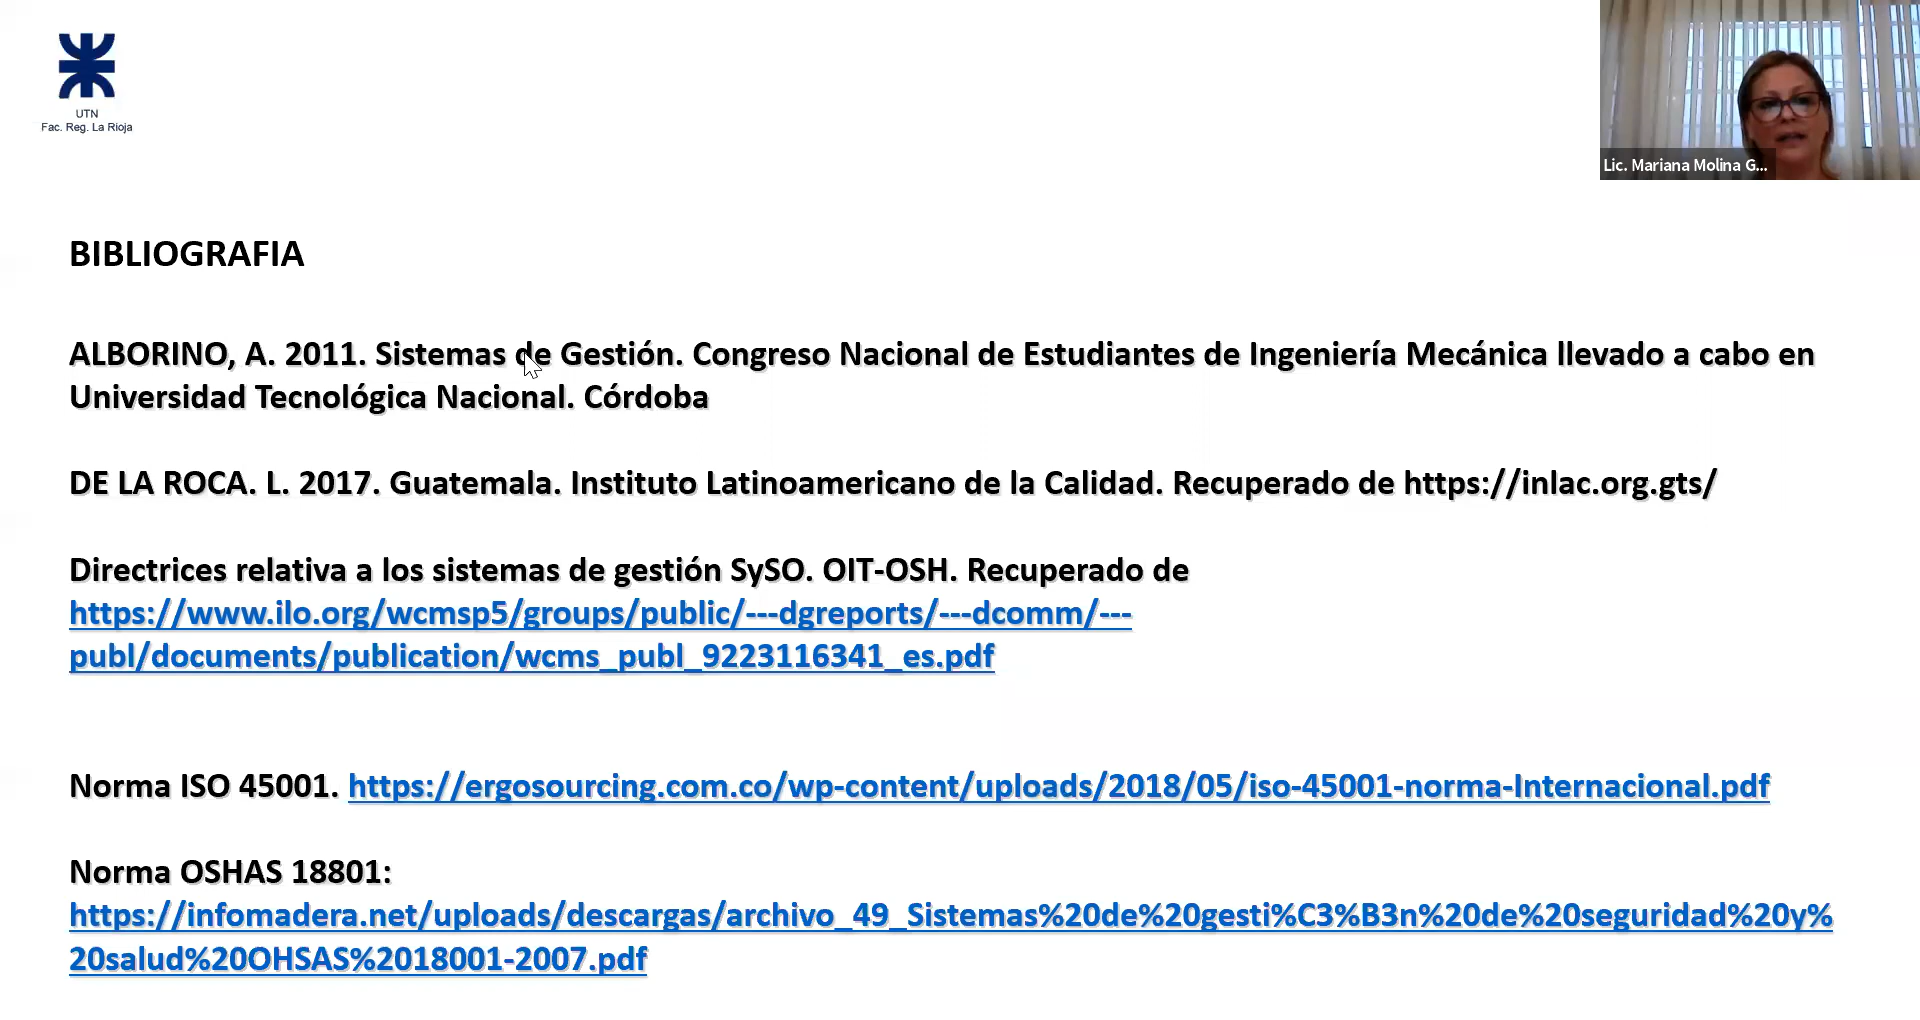 UTN
Fac. Reg. La Rioja
Lic. Mariana Molina G...
BIBLIOGRAFIA
ALBORINO, A. 2011. Sistemas de Gestión. Congreso Nacional de Estudiantes de Ingeniería Mecánica llevado a cabo en
Universidad Tecnológica Nacional. Córdoba
DE LA ROCA. L. 2017. Guatemala. Instituto Latinoamericano de la Calidad. Recuperado de https://inlac.org.gts/
Directrices relativa a los sistemas de gestión SySO. OIT-OSH. Recuperado de
https://www.ilo.org/wcmsp5/groups/public/---dgreports/---dcomm/---
publ/documents/publication/wcms_publ_9223116341_es.pdf
Norma ISO 45001. https://ergosourcing.com.co/wp-content/uploads/2018/05/iso-45001-norma-Internacional.pdf
Norma OSHAS 18801:
https://infomadera.net/uploads/descargas/archivo_49_Sistemas%20de%20gesti%C3%B3n%20de%20seguridad%20y%
20salud%20OHSAS%2018001-2007.pdf